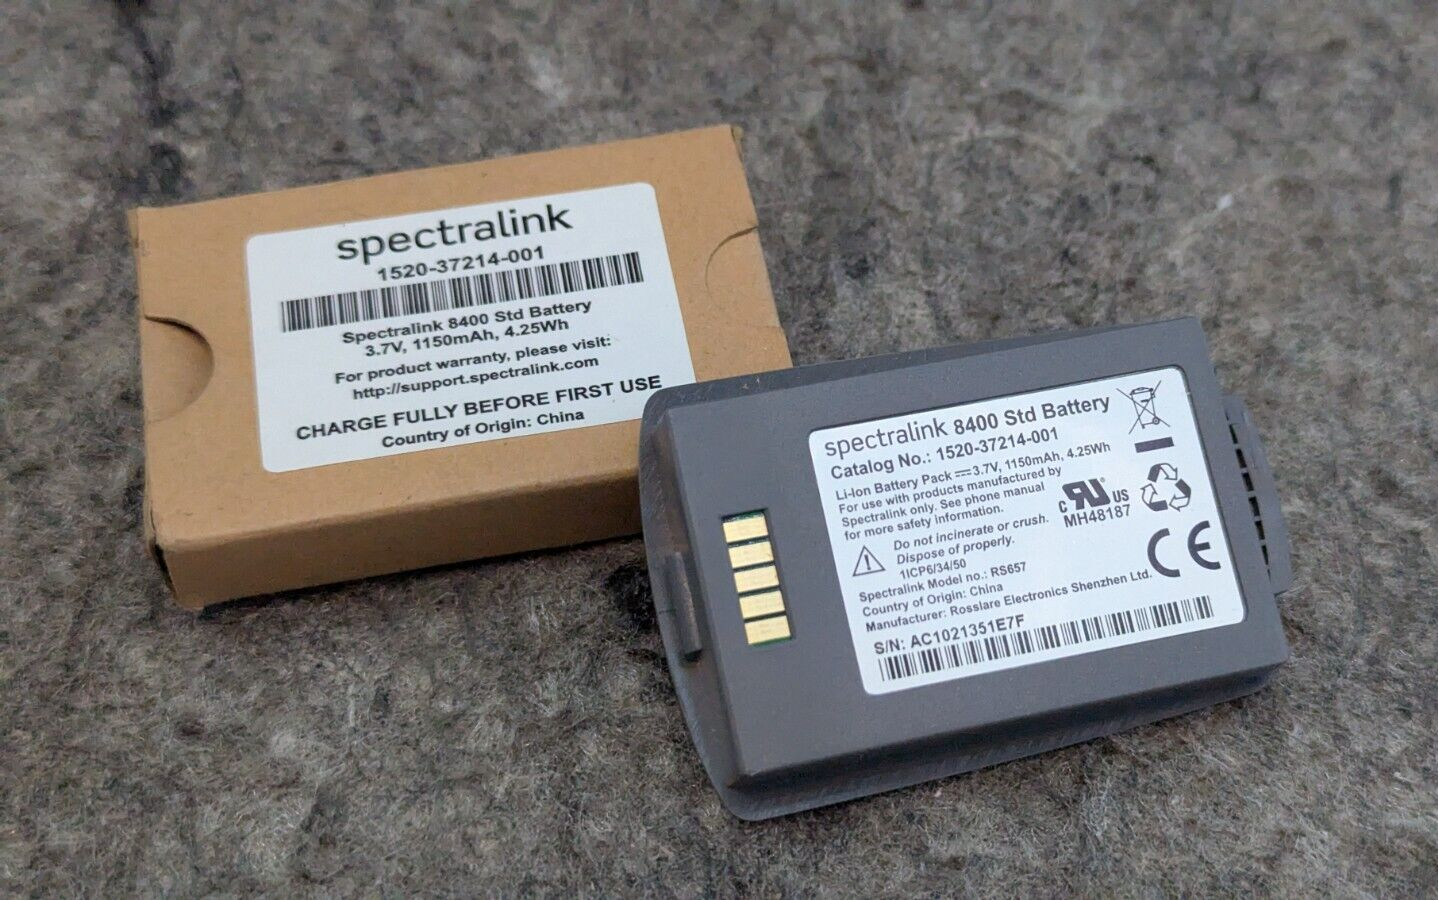 spectralink
1520-37214-001
Spectralink 8400 Std Battery
3.7V, 1150mAh, 4.25Wh
For product warranty, please visit:
http://support.spectralink.com
CHARGE FULLY BEFORE FIRST USE
Country of Origin: China
spectralink 8400 Std Battery
Catalog No.: 1520-37214-001
Li-Ion Battery Pack ⎓3.7V, 1150mAh, 4.25Wh
For use with products manufactured by
Spectralink only. See phone manual
for more safety information.
c RU® US
MH48187
Do not incinerate or crush.
Dispose of properly.
1ICP6/34/50
Spectralink Model no.: RS657
Country of Origin: China
Manufacturer: Rosslare Electronics Shenzhen Ltd.
CE
S/N: AC1021351E7F